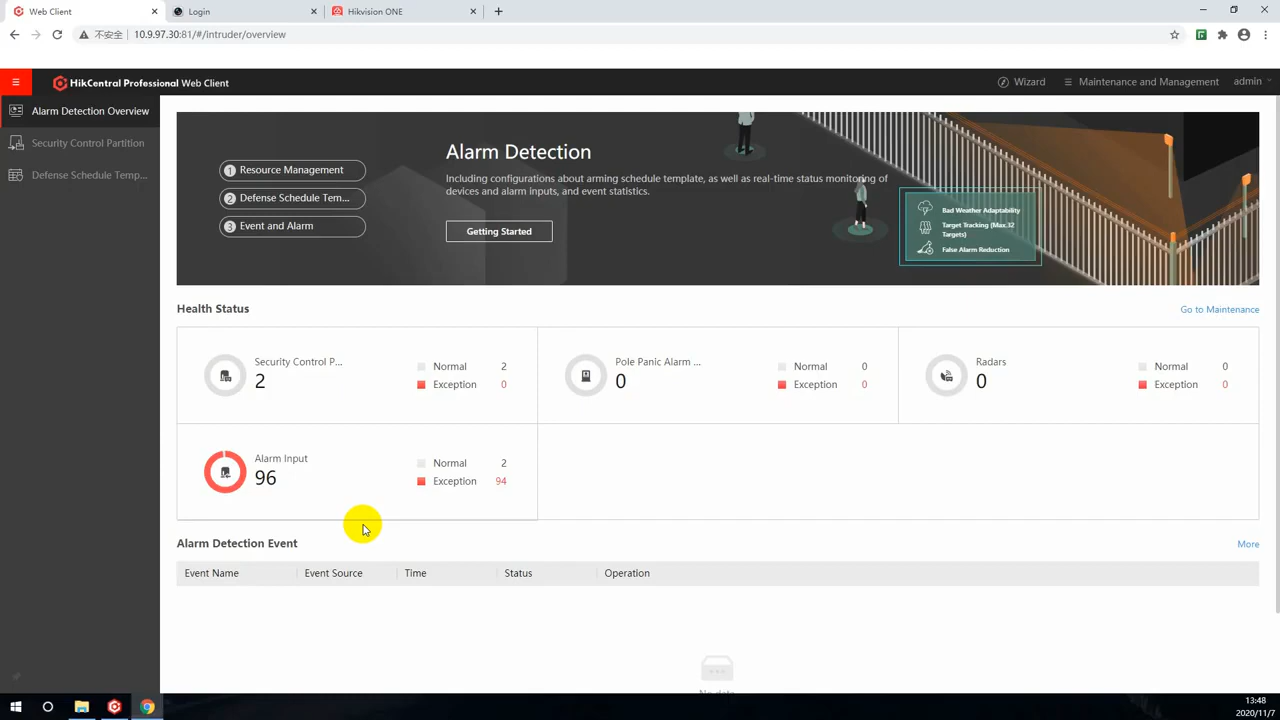 Web Client
Login
Hikvision ONE
不安全
10.9.97.30:81/#/intruder/overview
HikCentral Professional Web Client
Wizard
Maintenance and Management
admin
Alarm Detection Overview
Security Control Partition
Defense Schedule Temp...
1 Resource Management
2 Defense Schedule Tem...
3 Event and Alarm
Alarm Detection
Including configurations about arming schedule template, as well as real-time status monitoring of
devices and alarm inputs, and event statistics.
Getting Started
Bad Weather Adaptability
Target Tracking (Max.32
Targets)
False Alarm Reduction
Health Status
Go to Maintenance
Security Control P...
2
Normal 2
Exception 0
Pole Panic Alarm ...
0
Normal 0
Exception 0
Radars
0
Normal 0
Exception 0
Alarm Input
96
Normal 2
Exception 94
Alarm Detection Event
More
Event Name
Event Source
Time
Status
Operation
13:48
2020/11/7